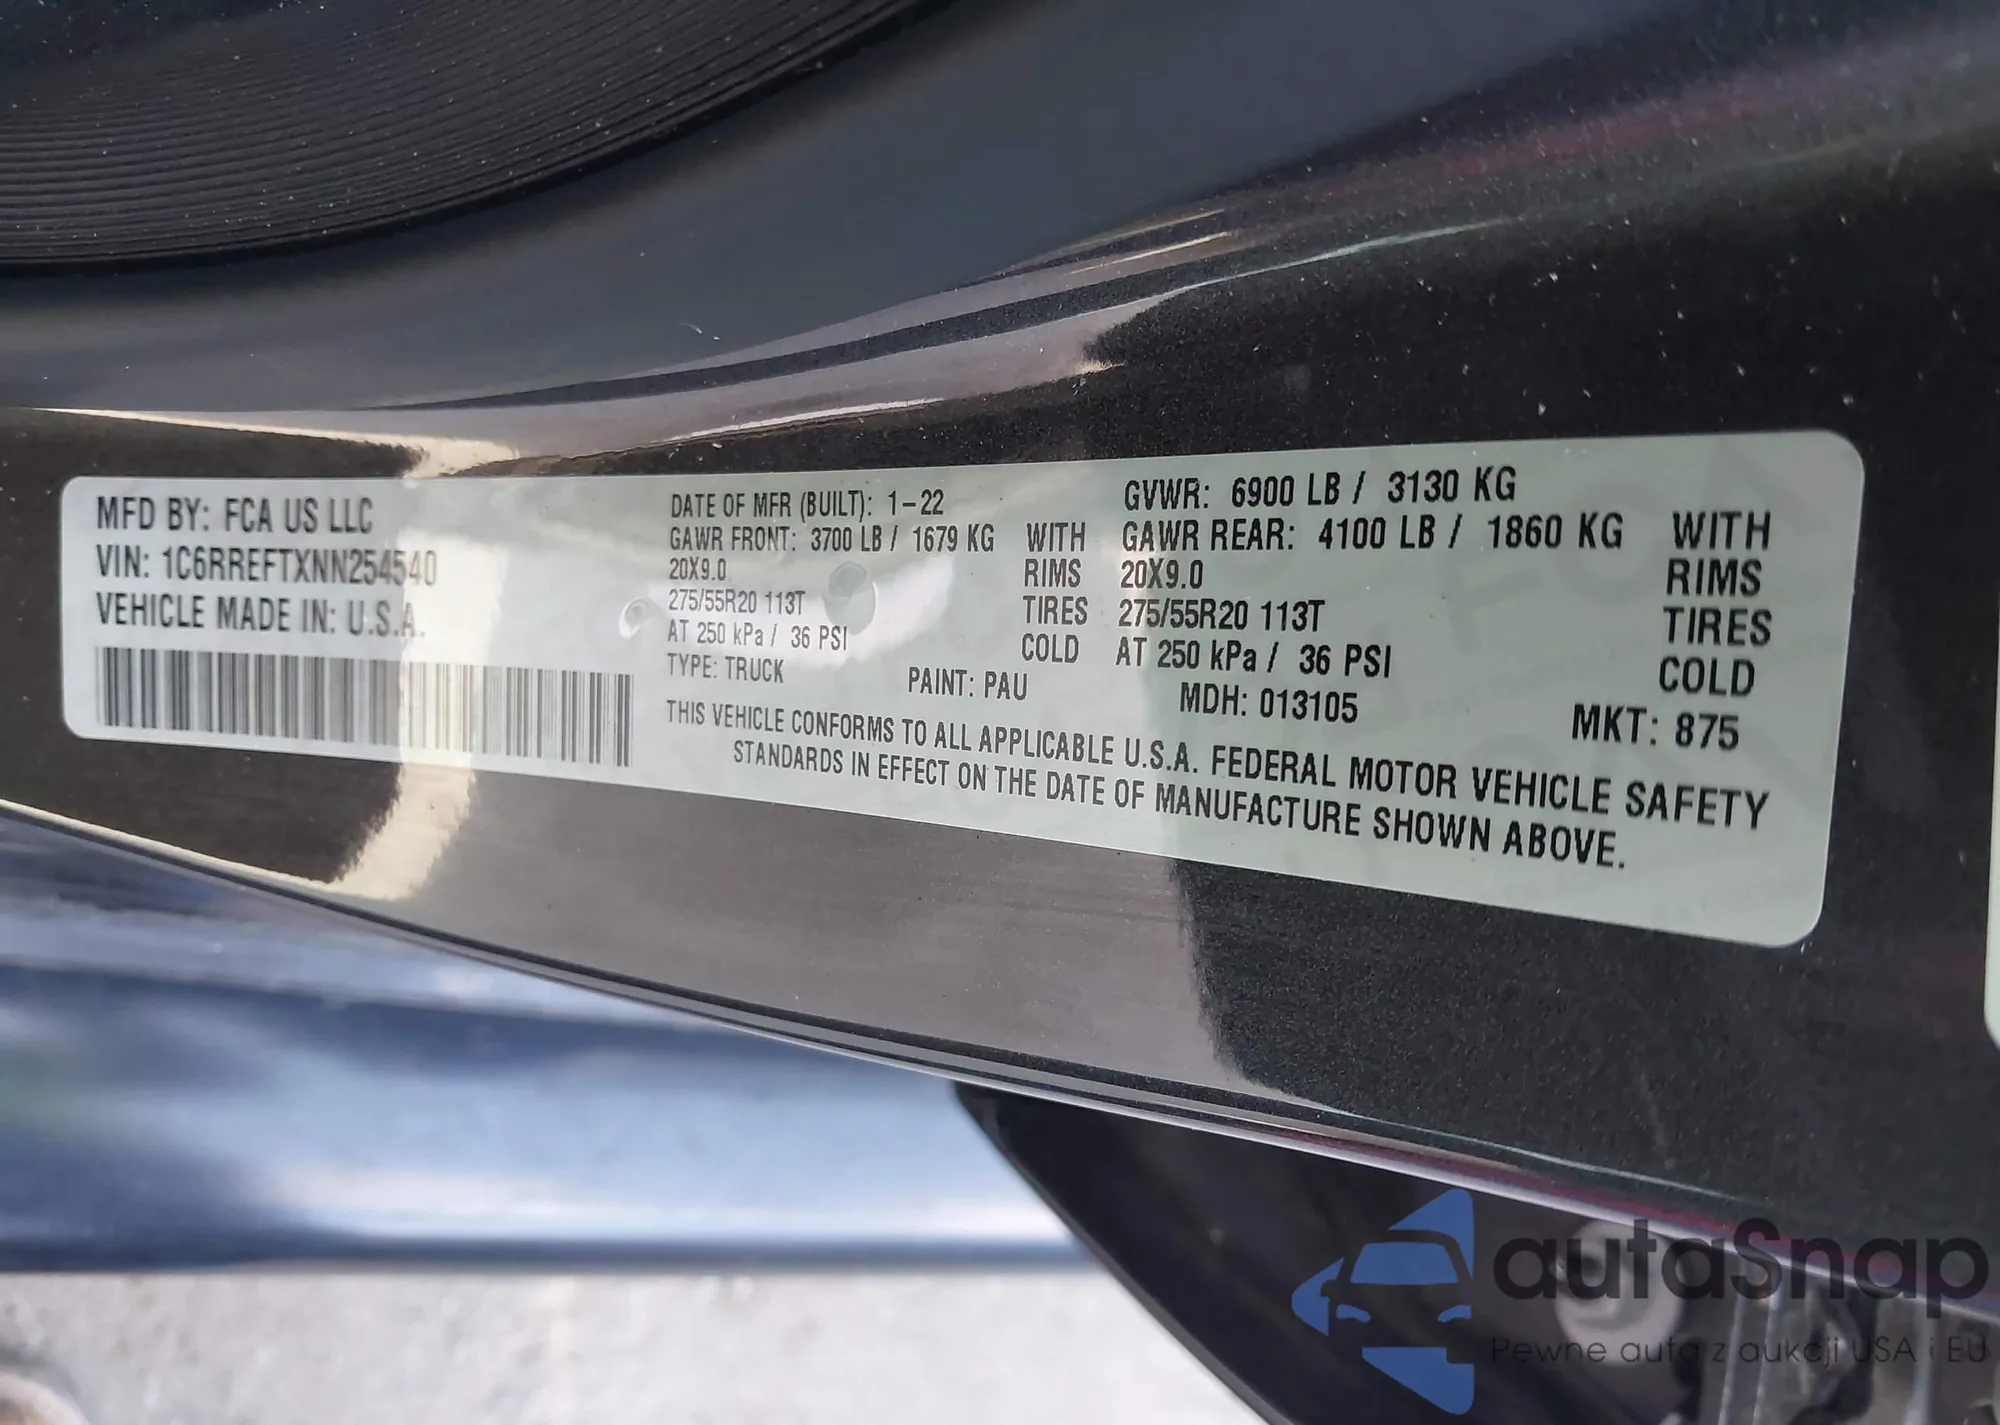 MFD BY: FCA US LLC
VIN: 1C6RREFTXNN254540
VEHICLE MADE IN: U.S.A.
DATE OF MFR (BUILT): 1-22 GVWR: 6900 LB / 3130 KG
GAWR FRONT: 3700 LB / 1679 KG WITH GAWR REAR: 4100 LB / 1860 KG WITH
20X9.0 RIMS 20X9.0 RIMS
275/55R20 113T TIRES 275/55R20 113T TIRES
AT 250 kPa / 36 PSI COLD AT 250 kPa / 36 PSI COLD
TYPE: TRUCK PAINT: PAU MDH: 013105 MKT: 875
THIS VEHICLE CONFORMS TO ALL APPLICABLE U.S.A. FEDERAL MOTOR VEHICLE SAFETY
STANDARDS IN EFFECT ON THE DATE OF MANUFACTURE SHOWN ABOVE.
autaSnap
Pewne auta z aukcji USA i EU